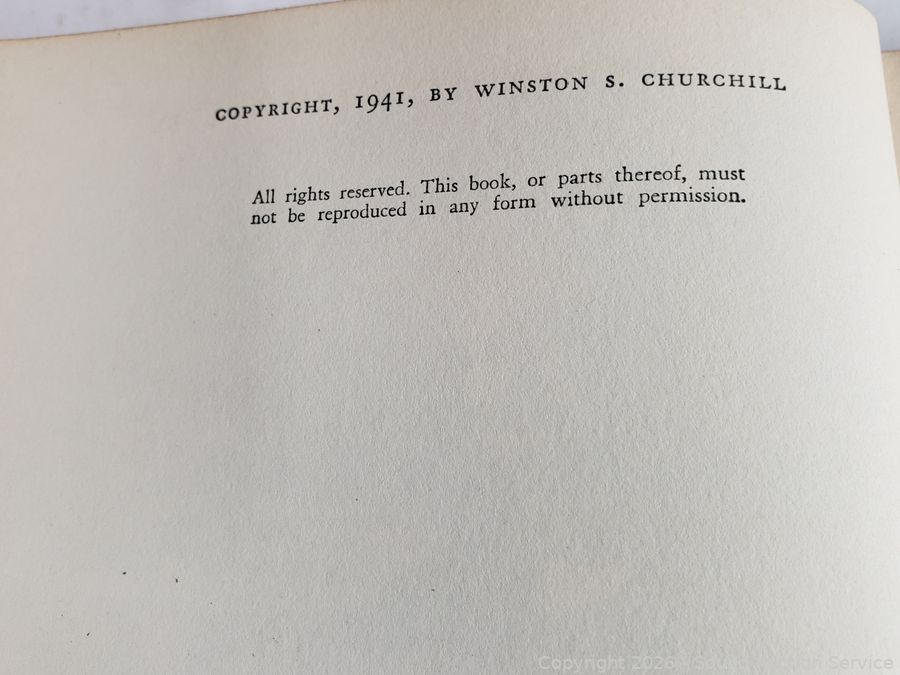 COPYRIGHT, 1941, BY WINSTON S. CHURCHILL
All rights reserved. This book, or parts thereof, must
not be reproduced in any form without permission.
Copyright 2026 Service